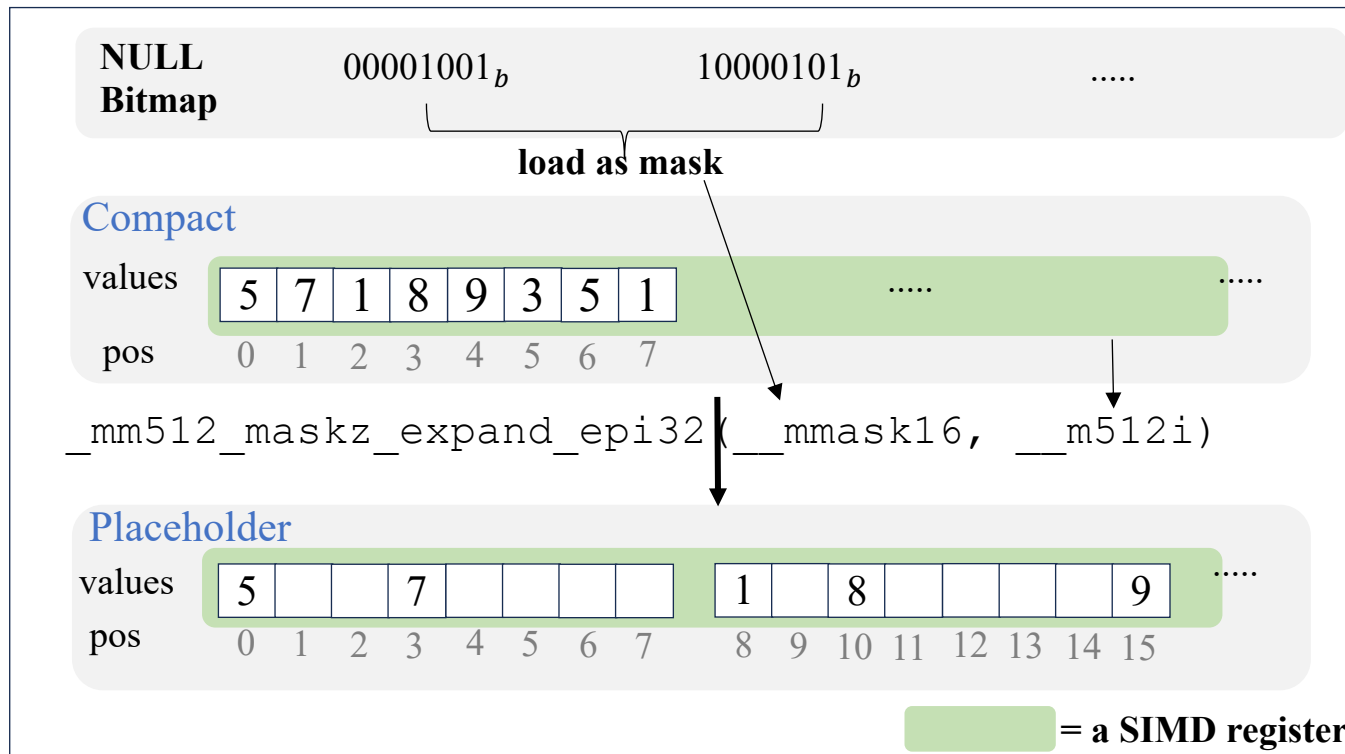 NULL
Bitmap
00001001b 10000101b .....
load as mask
Compact
values 5 7 1 8 9 3 5 1 ..... .....
pos 0 1 2 3 4 5 6 7
_mm512_maskz_expand_epi32(__mmask16, __m512i)
Placeholder
values 5 7 1 8 9 .....
pos 0 1 2 3 4 5 6 7 8 9 10 11 12 13 14 15
= a SIMD register